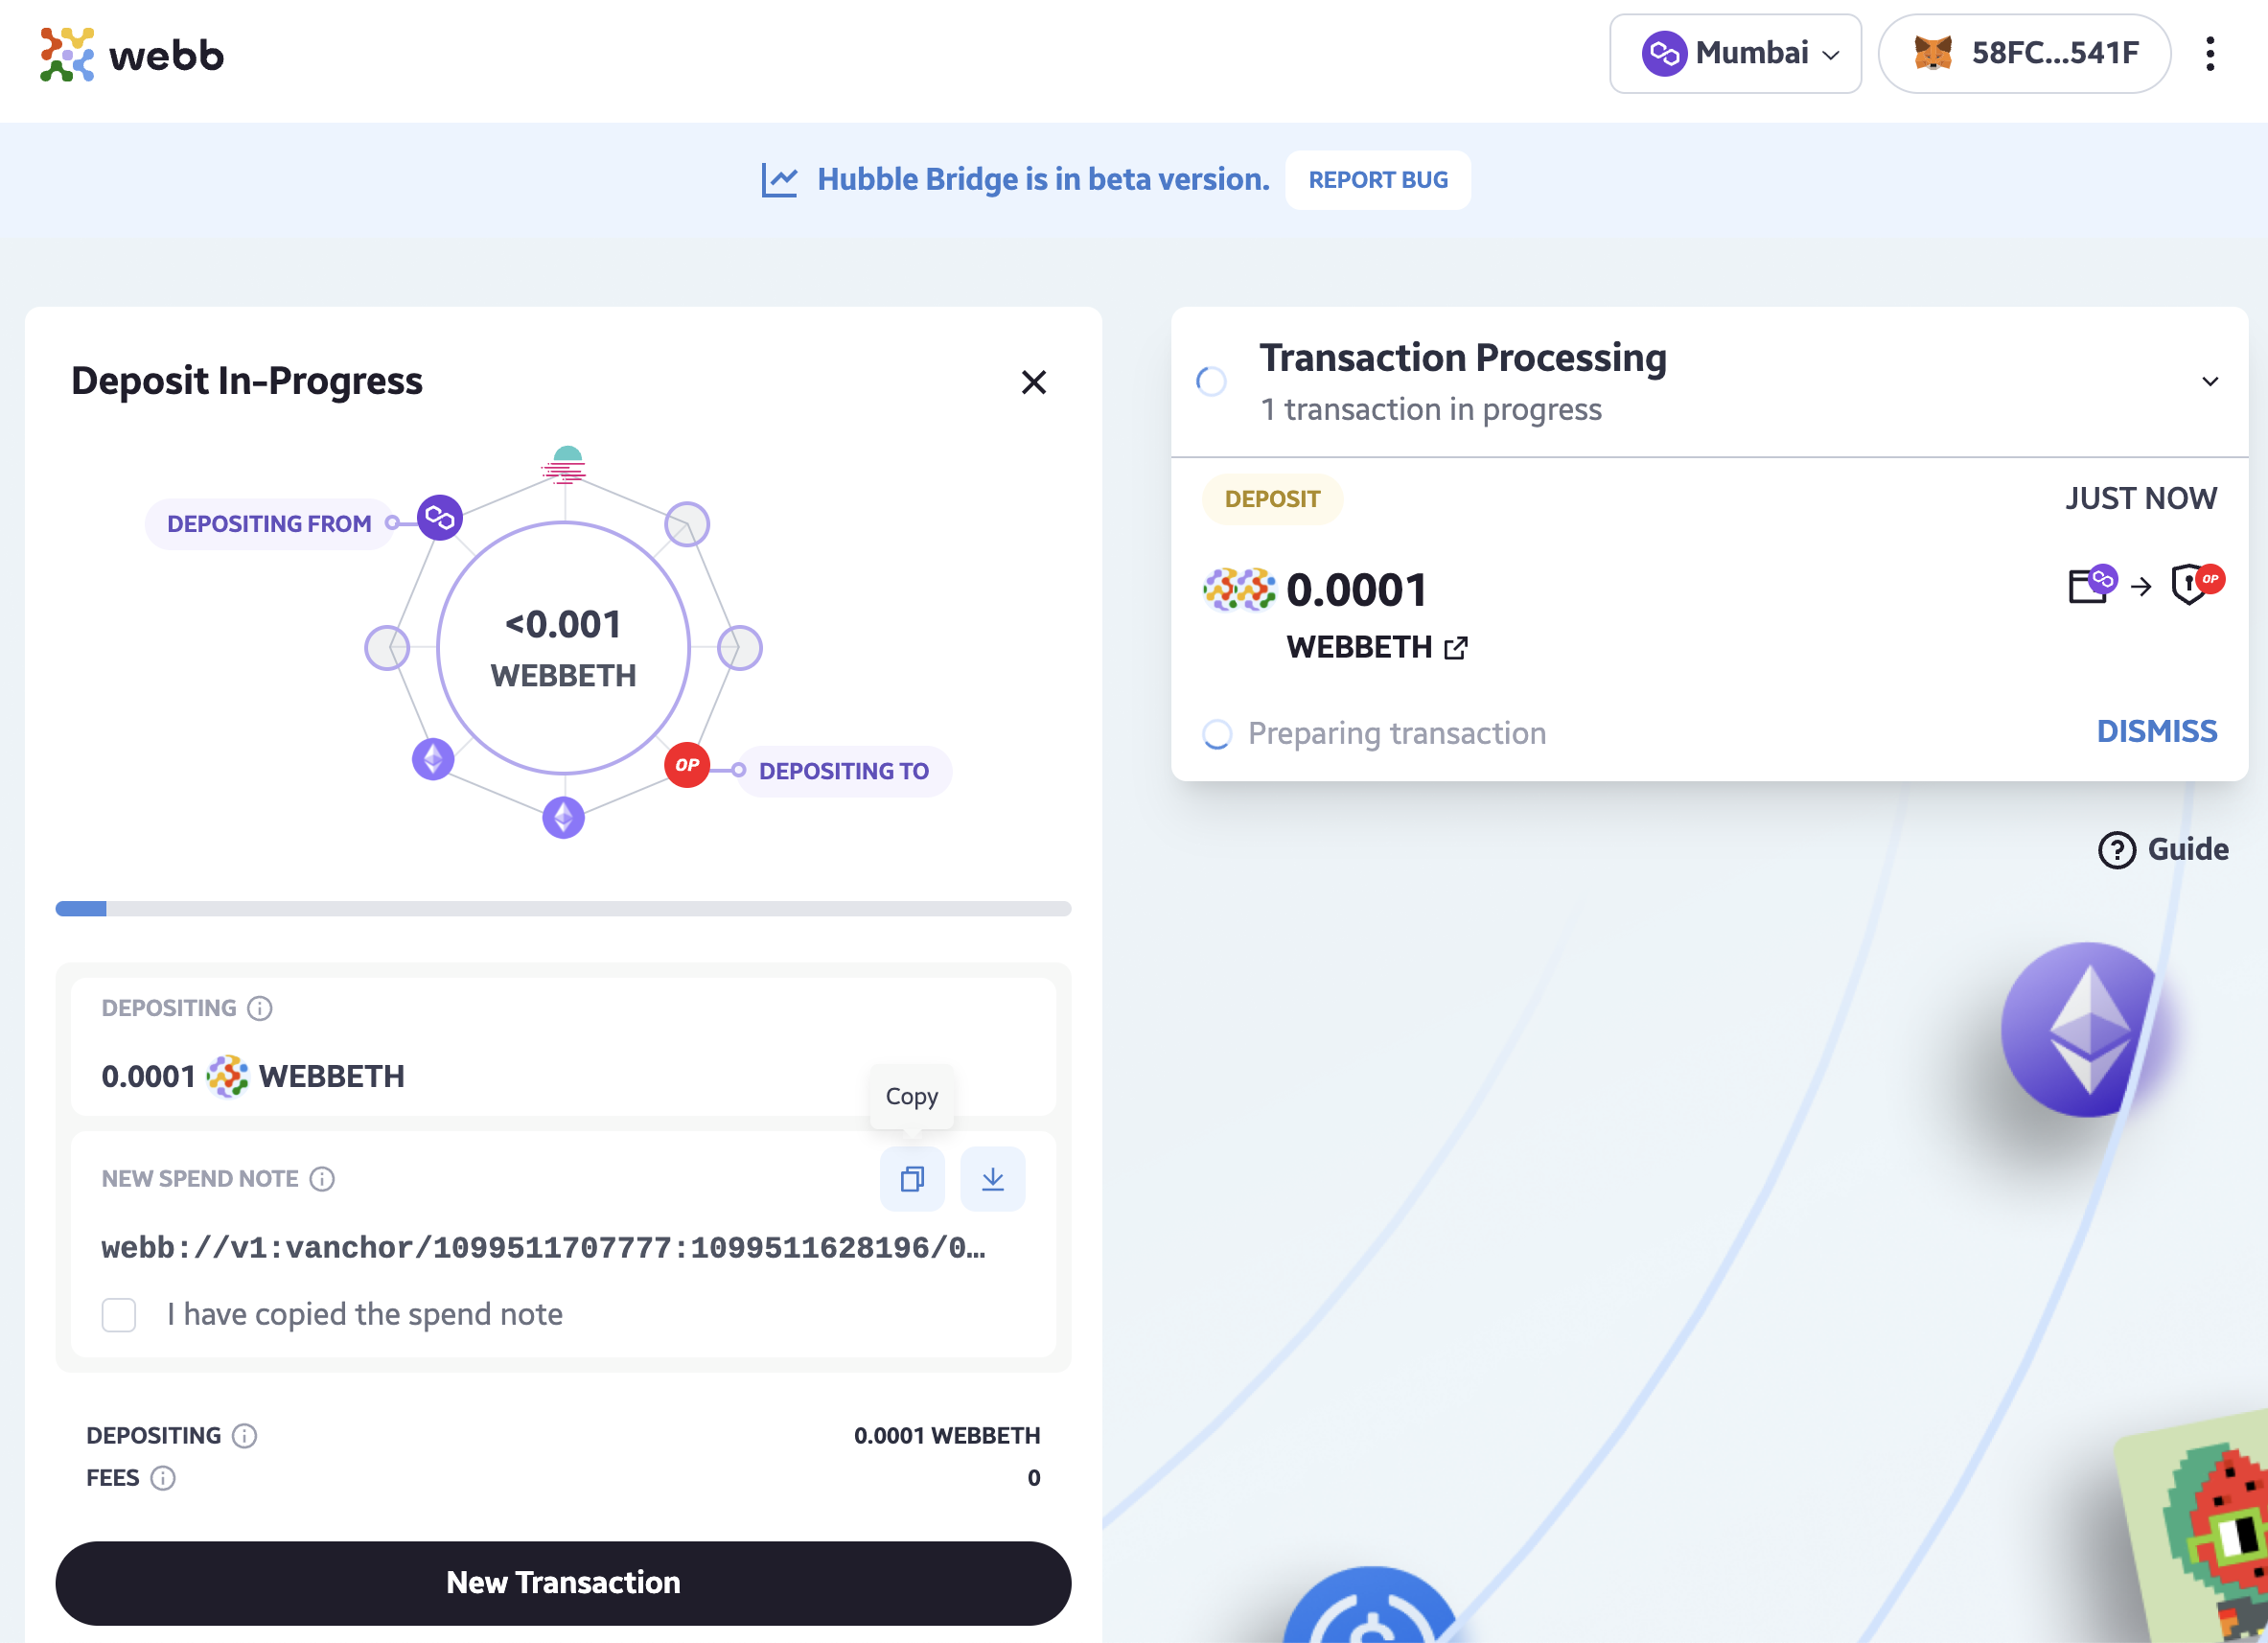 webb
Mumbai
58FC...541F
Hubble Bridge is in beta version.
REPORT BUG
Deposit In-Progress
DEPOSITING FROM
<0.001
WEBBETH
OP
DEPOSITING TO
DEPOSITING
0.0001 WEBBETH
Copy
NEW SPEND NOTE
webb://v1:vanchor/1099511707777:1099511628196/0…
I have copied the spend note
DEPOSITING
0.0001 WEBBETH
FEES
0
New Transaction
Transaction Processing
1 transaction in progress
DEPOSIT
JUST NOW
0.0001
OP
WEBBETH
Preparing transaction
DISMISS
Guide